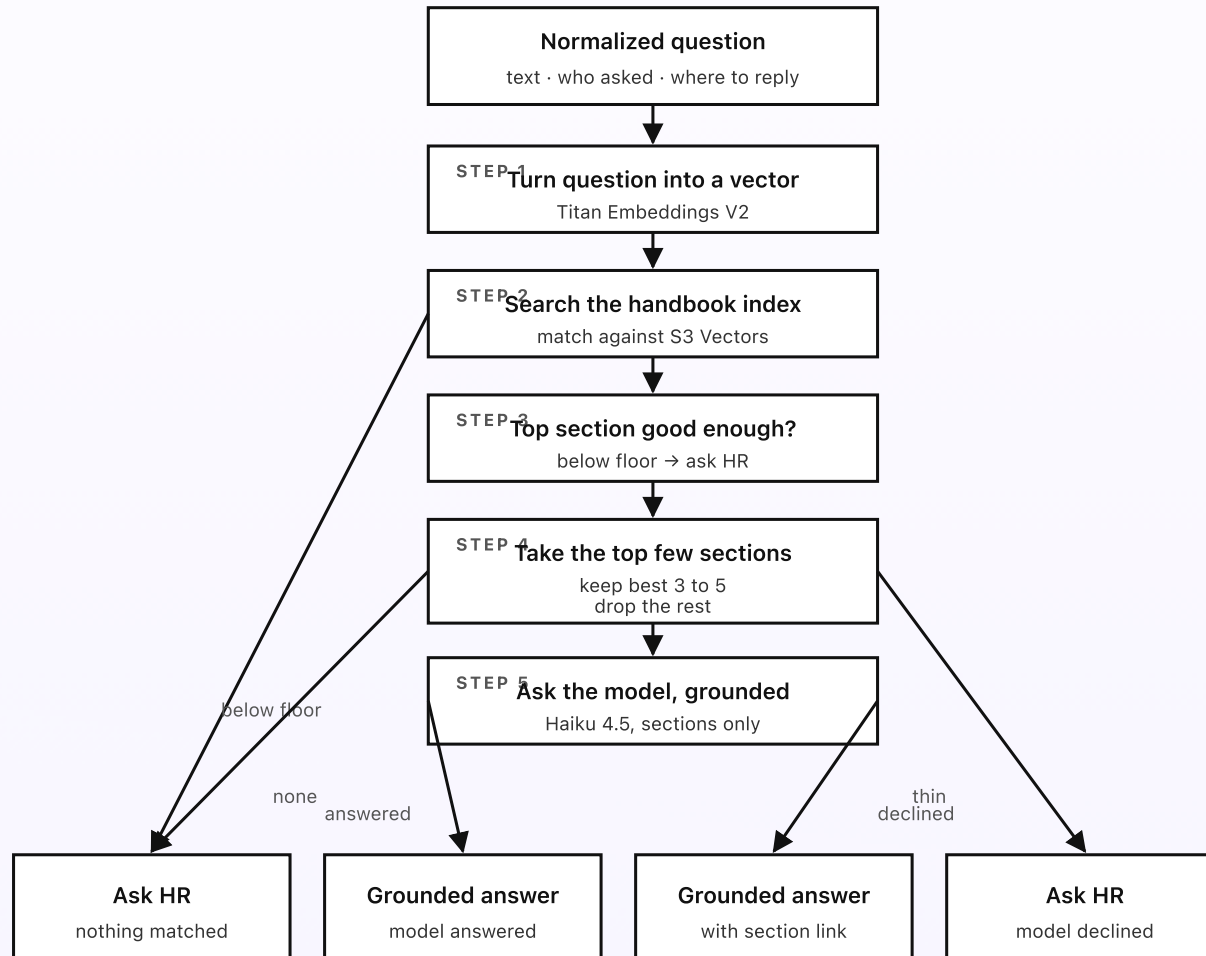 Normalized question
text · who asked · where to reply
STEP 1
Turn question into a vector
Titan Embeddings V2
STEP 2
Search the handbook index
match against S3 Vectors
STEP 3
Top section good enough?
below floor → ask HR
STEP 4
Take the top few sections
keep best 3 to 5
drop the rest
STEP 5
Ask the model, grounded
Haiku 4.5, sections only
below floor
none
answered
thin
declined
Ask HR
nothing matched
Grounded answer
model answered
Grounded answer
with section link
Ask HR
model declined